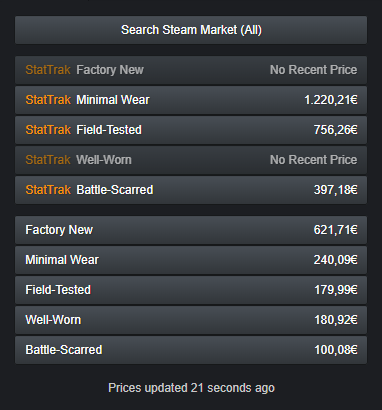 Search Steam Market (All)
StatTrak Factory New No Recent Price
StatTrak Minimal Wear 1.220,21€
StatTrak Field-Tested 756,26€
StatTrak Well-Worn No Recent Price
StatTrak Battle-Scarred 397,18€
Factory New 621,71€
Minimal Wear 240,09€
Field-Tested 179,99€
Well-Worn 180,92€
Battle-Scarred 100,08€
Prices updated 21 seconds ago